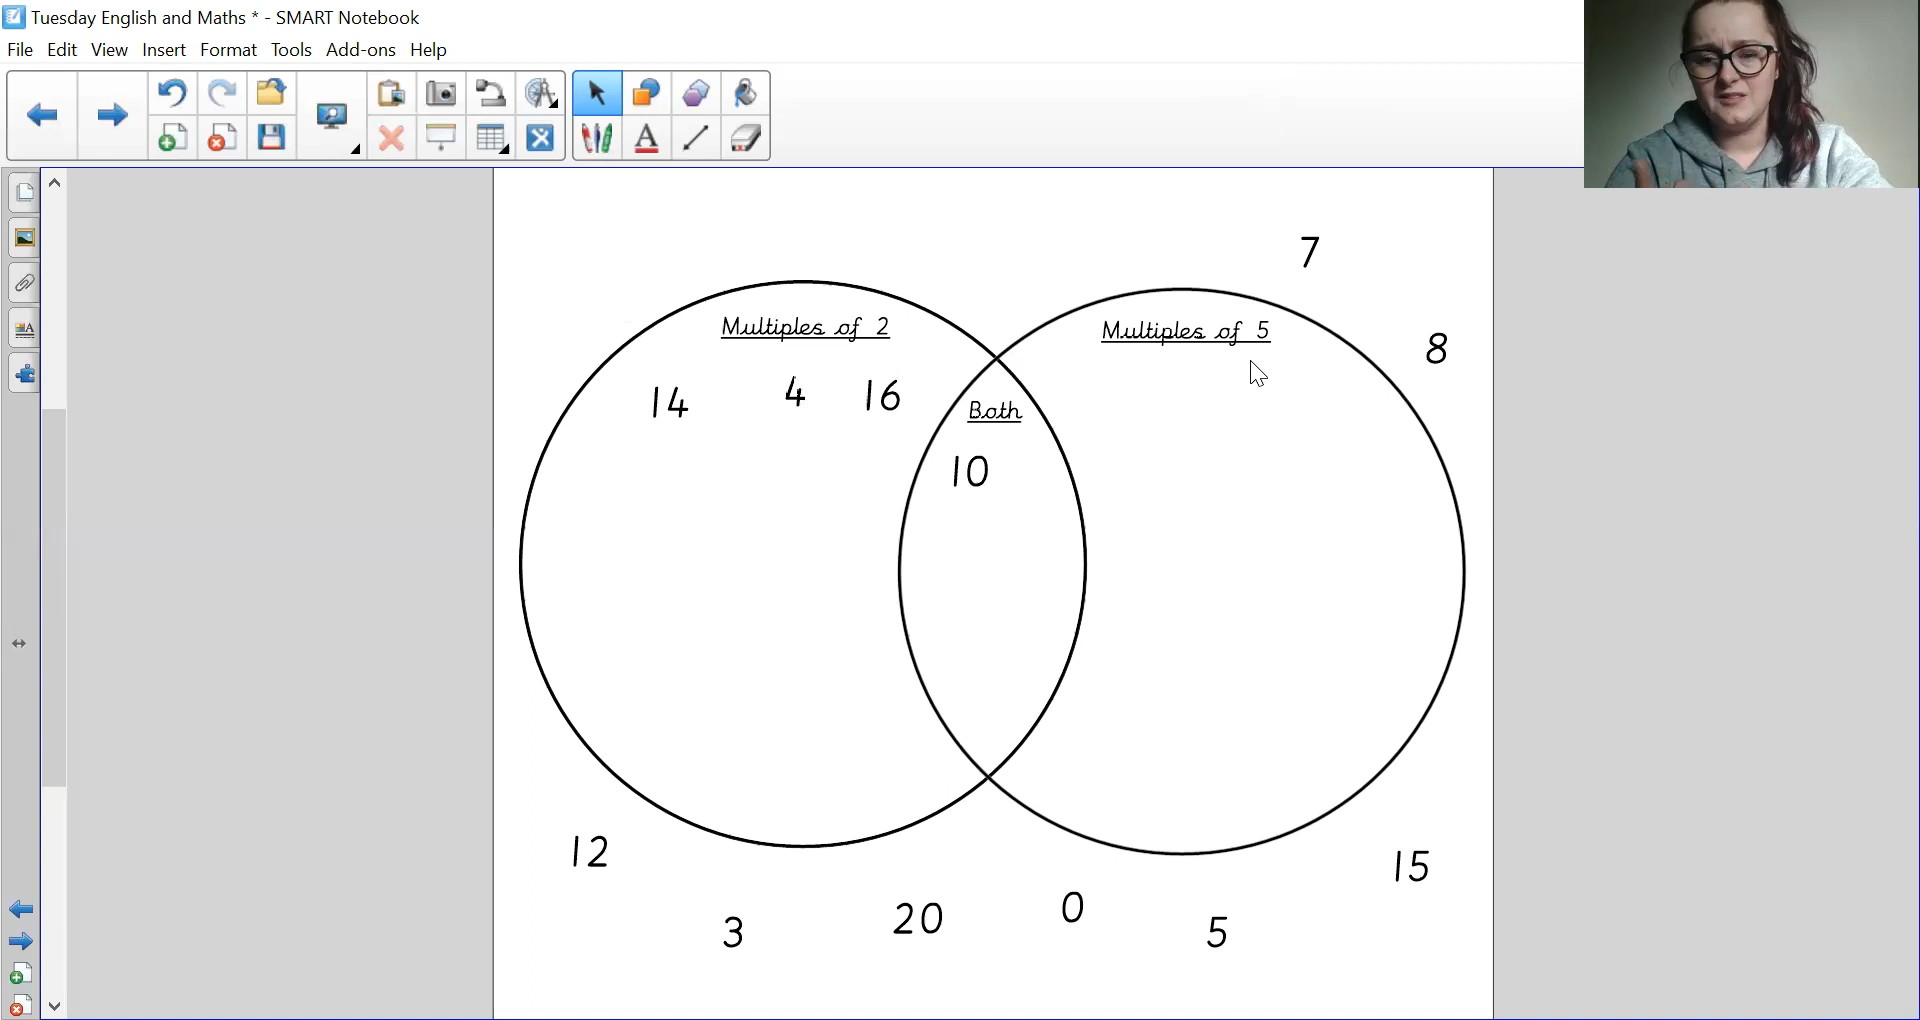 Tuesday English and Maths * - SMART Notebook
File Edit View Insert Format Tools Add-ons Help
7
Multiples of 2
Multiples of 5
8
14 4 16
Both
10
12
15
3
20
0
5